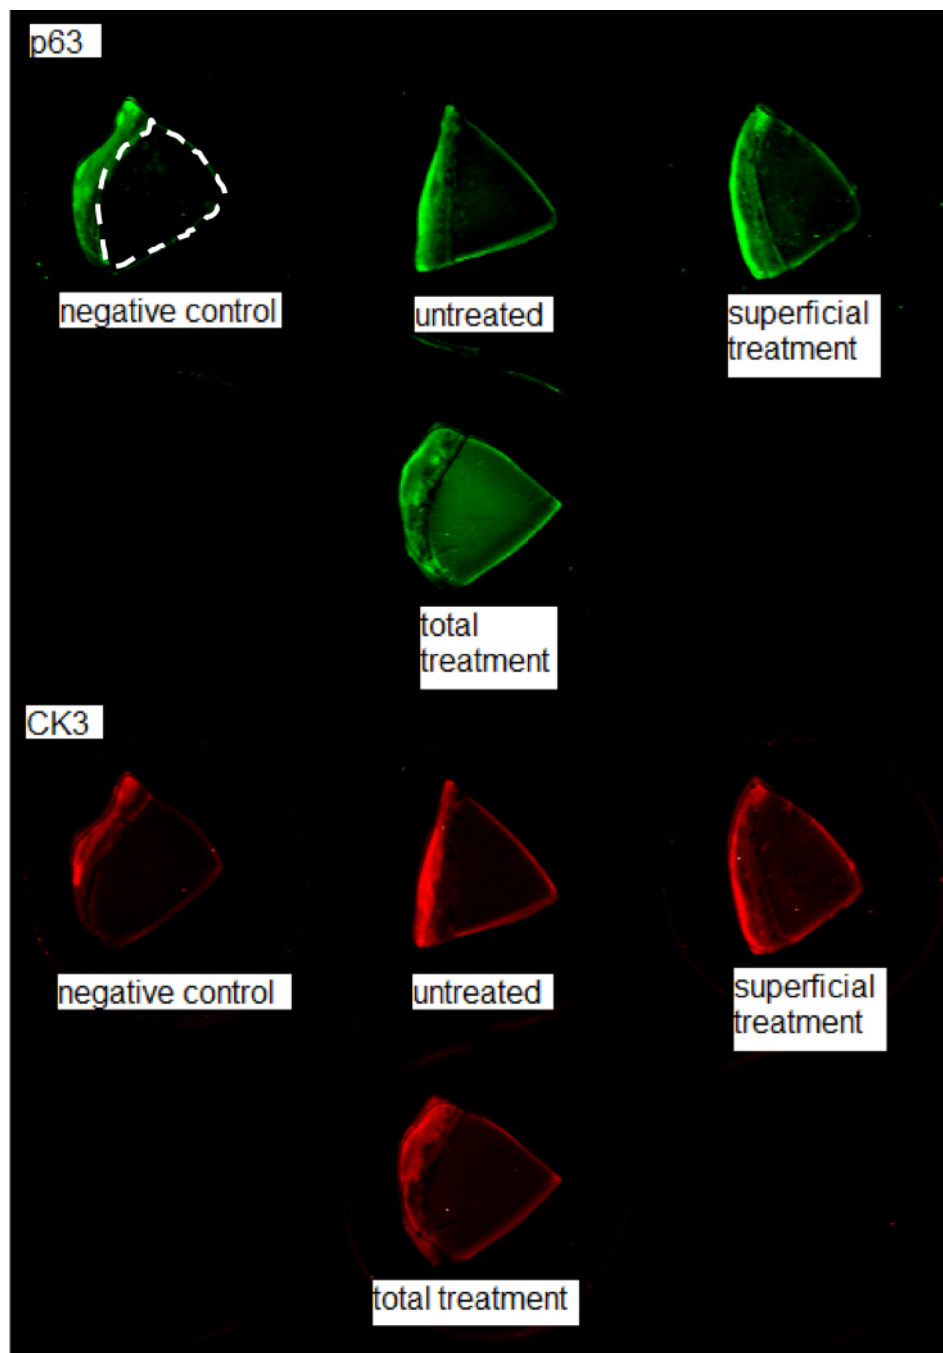 p63
negative control
untreated
superficial
treatment
total
treatment
CK3
negative control
untreated
superficial
treatment
total treatment